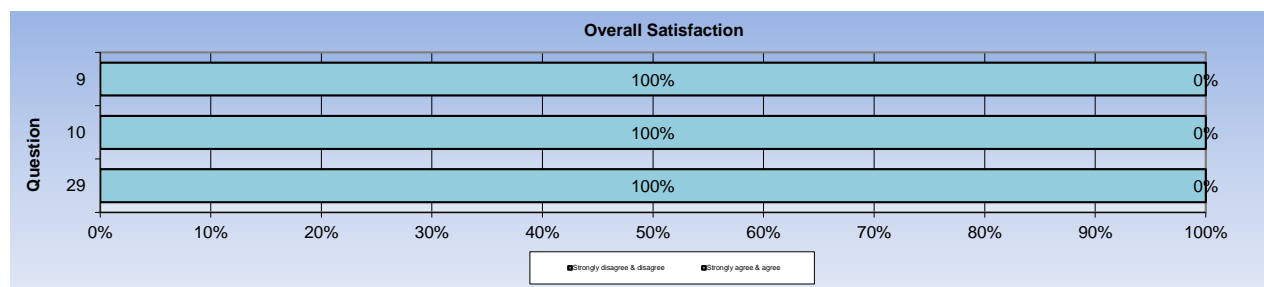 Overall Satisfaction
9 100% 0%
10 100% 0%
29 100% 0%
Question
0% 10% 20% 30% 40% 50% 60% 70% 80% 90% 100%
Strongly disagree & disagree Strongly agree & agree